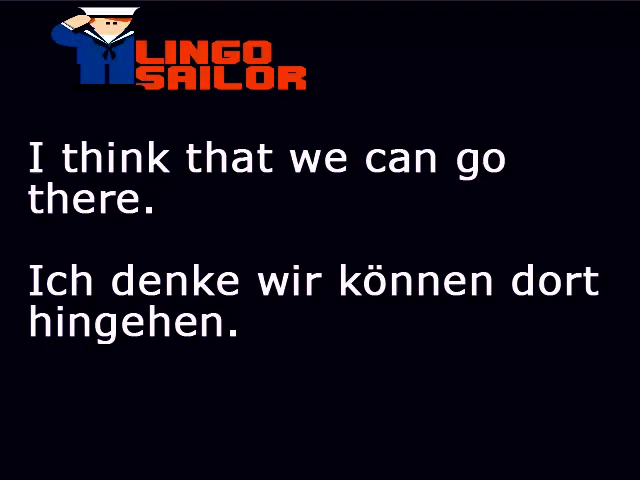 LINGO
SAILOR
I think that we can go
there.
Ich denke wir können dort
hingehen.